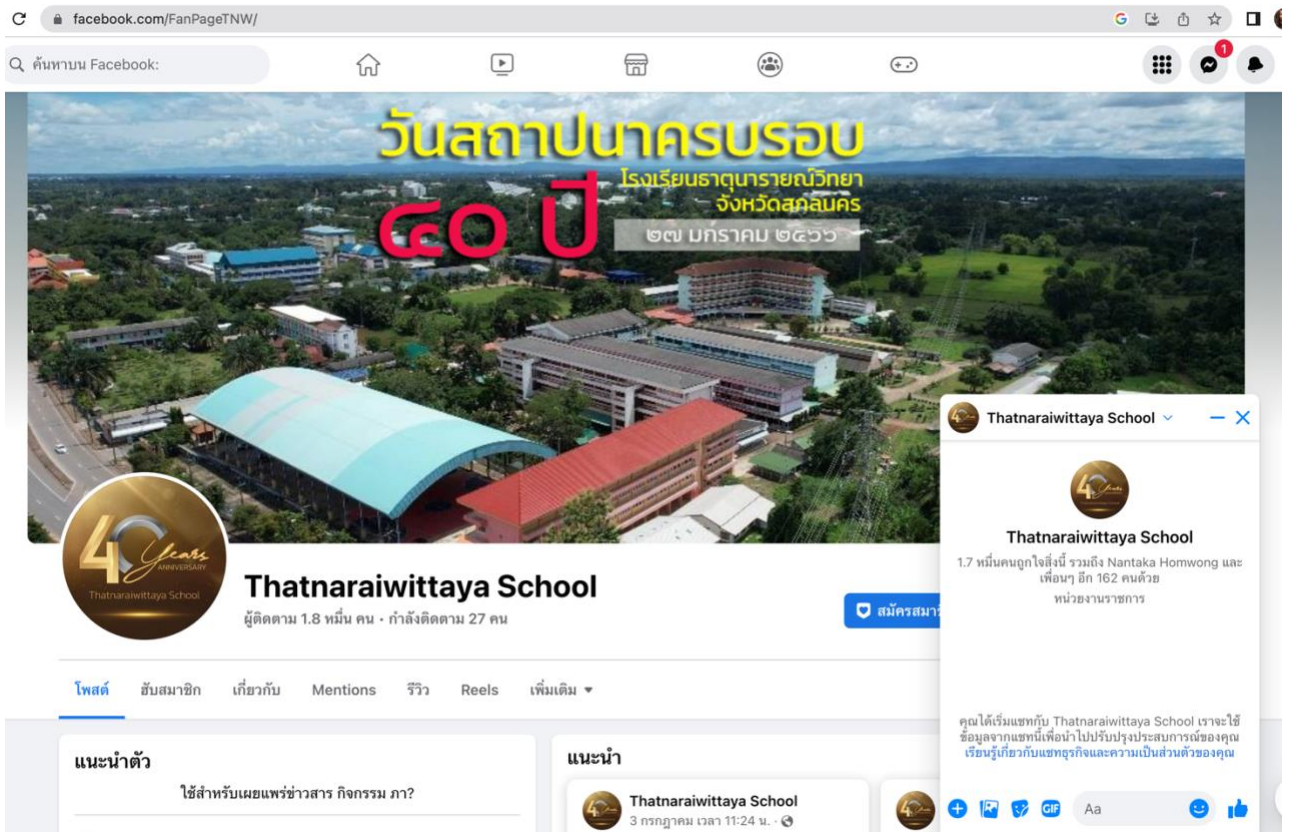 facebook.com/FanPageTNW/
ค้นหาบน Facebook:
1
วันสถาปนาครบรอบ
๔๐ ปี
โรงเรียนธาตุนารายณ์วิทยา
จังหวัดสกลนคร
๒๗ มกราคม ๒๕๖๖
40 Years
ANNIVERSARY
Thatnaraiwittaya School
Thatnaraiwittaya School
ผู้ติดตาม 1.8 หมื่น คน · กำลังติดตาม 27 คน
สมัครสมา
โพสต์ ฮับสมาชิก เกี่ยวกับ Mentions รีวิว Reels เพิ่มเติม
แนะนำตัว
ใช้สำหรับเผยแพร่ข่าวสาร กิจกรรม ภา?
แนะนำ
Thatnaraiwittaya School
3 กรกฎาคม เวลา 11:24 น. ·
Thatnaraiwittaya School
Thatnaraiwittaya School
1.7 หมื่นคนถูกใจสิ่งนี้ รวมถึง Nantaka Homwong และ
เพื่อนๆ อีก 162 คนด้วย
หน่วยงานราชการ
คุณได้เริ่มแชทกับ Thatnaraiwittaya School เราจะใช้
ข้อมูลจากแชทนี้เพื่อนำไปปรับปรุงประสบการณ์ของคุณ
เรียนรู้เกี่ยวกับแชทธุรกิจและความเป็นส่วนตัวของคุณ
GIF
Aa